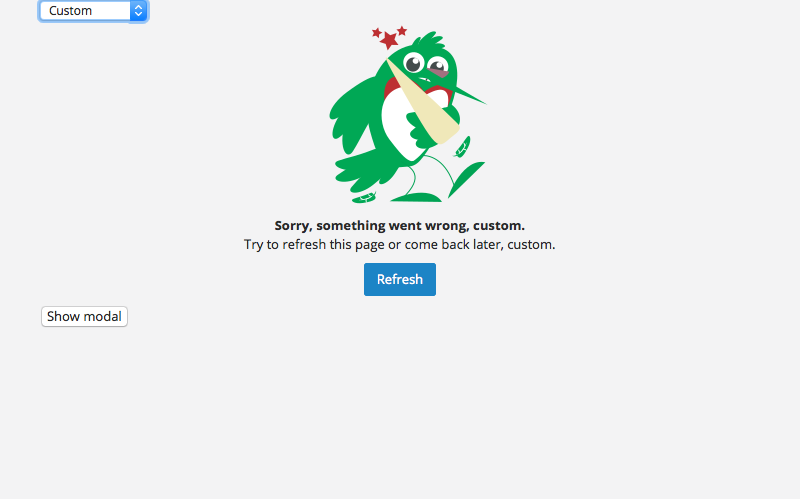 Custom
Sorry, something went wrong, custom.
Try to refresh this page or come back later, custom.
Refresh
Show modal